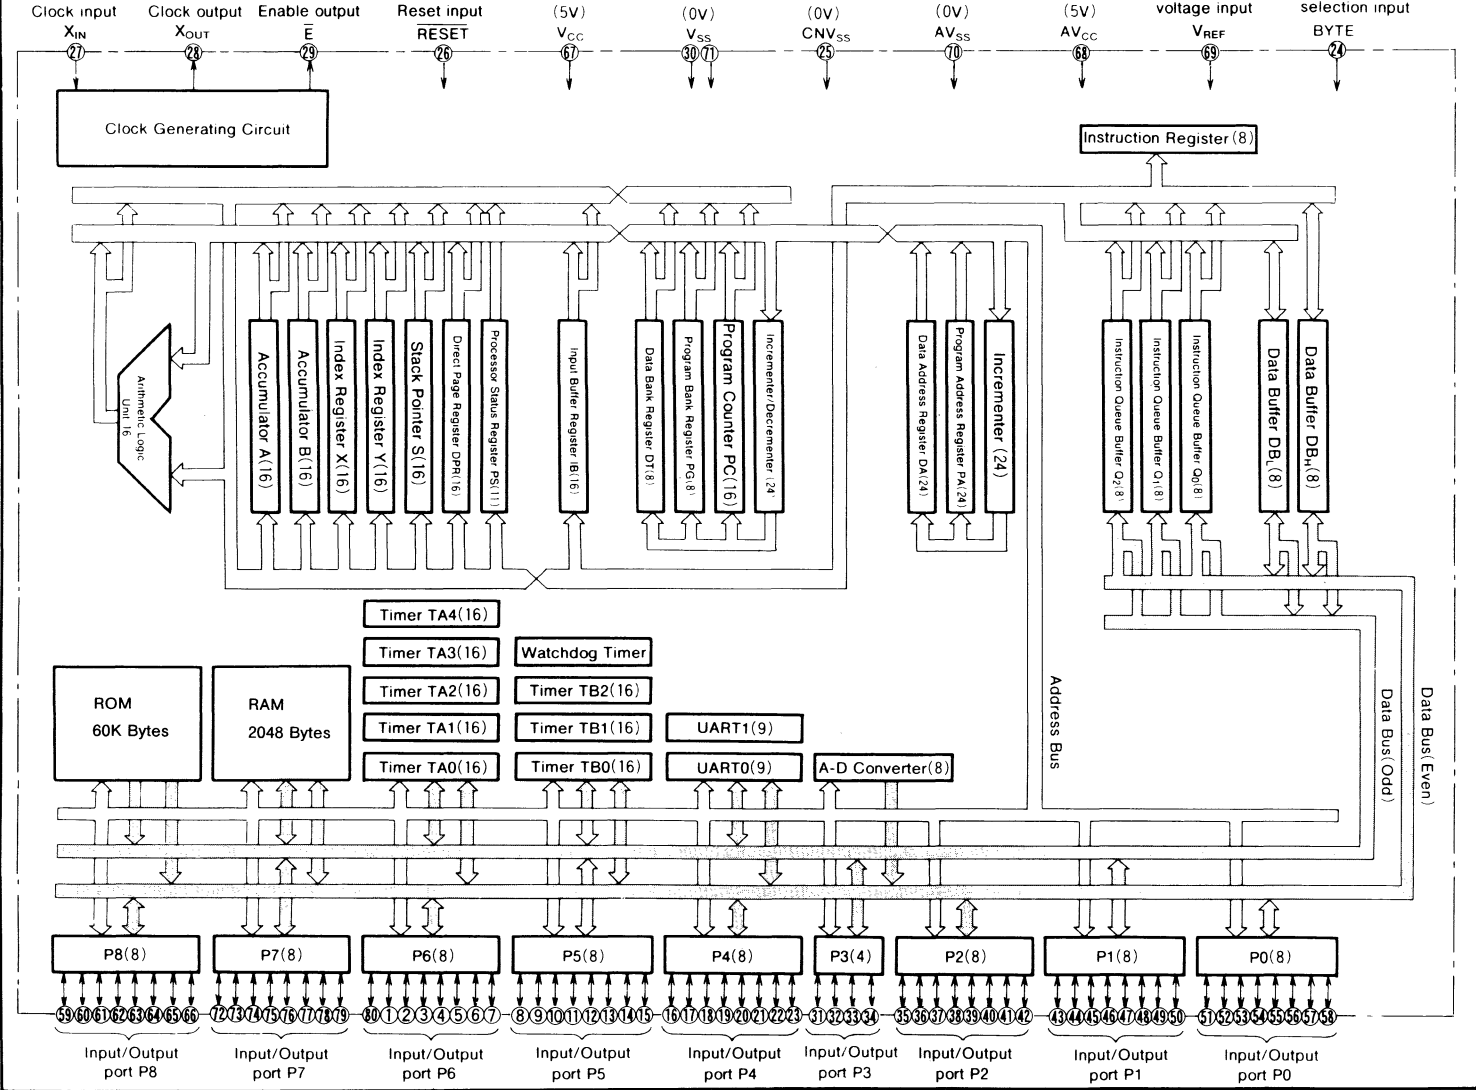 Clock input
X_IN
27
Clock output
X_OUT
28
Enable output
E̅
29
Reset input
R̅E̅S̅E̅T̅
26
(5V)
V_CC
67
(0V)
V_SS
30 71
(0V)
CNV_SS
25
(0V)
AV_SS
70
(5V)
AV_CC
68
voltage input
V_REF
69
selection input
BYTE
24
Clock Generating Circuit
Instruction Register(8)
Arithmetic Logic
Unit 16
Accumulator A(16)
Accumulator B(16)
Index Register X(16)
Index Register Y(16)
Stack Pointer S(16)
Direct Page Register DPR(16)
Processor Status Register PS(11)
Input Buffer Register IB(16)
Data Bank Register DT(8)
Program Bank Register PG(8)
Program Counter PC(16)
Incrementer/Decrementer (24)
Data Address Register DA(24)
Program Address Register PA(24)
Incrementer (24)
Instruction Queue Buffer Q2(8)
Instruction Queue Buffer Q1(8)
Instruction Queue Buffer Q0(8)
Data Buffer DB_L(8)
Data Buffer DB_H(8)
Timer TA4(16)
Timer TA3(16)
Timer TA2(16)
Timer TA1(16)
Timer TA0(16)
Watchdog Timer
Timer TB2(16)
Timer TB1(16)
Timer TB0(16)
ROM
60K Bytes
RAM
2048 Bytes
UART1(9)
UART0(9)
A-D Converter(8)
Address Bus
Data Bus(Odd)
Data Bus(Even)
P8(8)
P7(8)
P6(8)
P5(8)
P4(8)
P3(4)
P2(8)
P1(8)
P0(8)
59 60 61 62 63 64 65 66
72 73 74 75 76 77 78 79
80 1 2 3 4 5 6 7
8 9 10 11 12 13 14 15
16 17 18 19 20 21 22 23
31 32 33 34
35 36 37 38 39 40 41 42
43 44 45 46 47 48 49 50
51 52 53 54 55 56 57 58
Input/Output
port P8
Input/Output
port P7
Input/Output
port P6
Input/Output
port P5
Input/Output
port P4
Input/Output
port P3
Input/Output
port P2
Input/Output
port P1
Input/Output
port P0